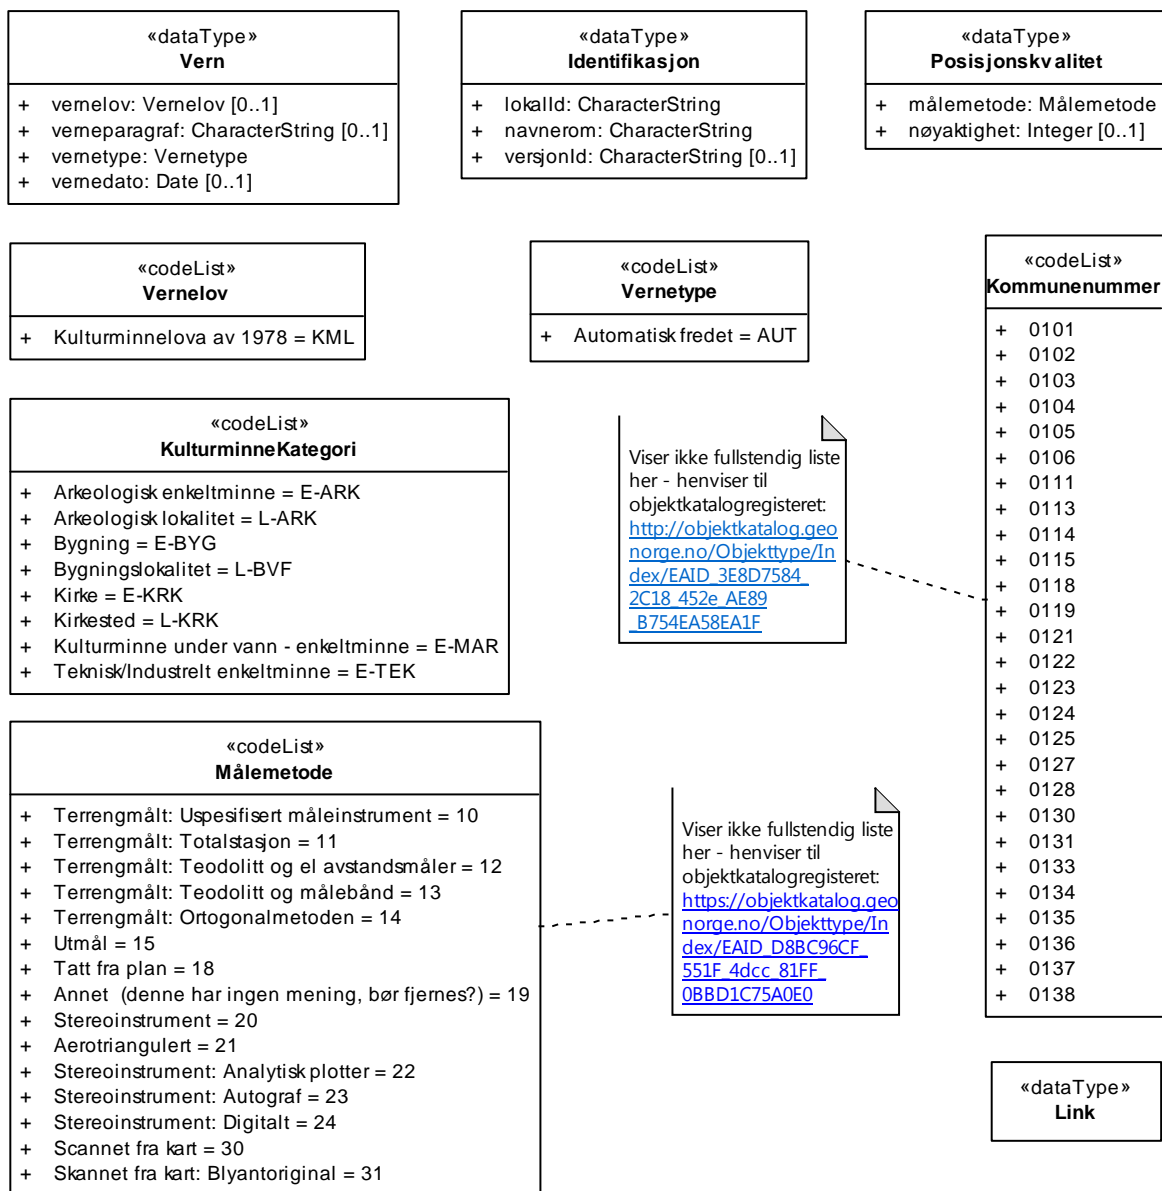 «dataType»
Vern
+ vernelov: Vernelov [0..1]
+ verneparagraf: CharacterString [0..1]
+ vernetype: Vernetype
+ vernedato: Date [0..1]
«dataType»
Identifikasjon
+ lokalId: CharacterString
+ navnerom: CharacterString
+ versjonId: CharacterString [0..1]
«dataType»
Posisjonskvalitet
+ målemetode: Målemetode
+ nøyaktighet: Integer [0..1]
«codeList»
Vernelov
+ Kulturminnelova av 1978 = KML
«codeList»
Vernetype
+ Automatisk fredet = AUT
«codeList»
Kommunenummer
+ 0101
+ 0102
+ 0103
+ 0104
+ 0105
+ 0106
+ 0111
+ 0113
+ 0114
+ 0115
+ 0118
+ 0119
+ 0121
+ 0122
+ 0123
+ 0124
+ 0125
+ 0127
+ 0128
+ 0130
+ 0131
+ 0133
+ 0134
+ 0135
+ 0136
+ 0137
+ 0138
«codeList»
KulturminneKategori
+ Arkeologisk enkeltminne = E-ARK
+ Arkeologisk lokalitet = L-ARK
+ Bygning = E-BYG
+ Bygningslokalitet = L-BVF
+ Kirke = E-KRK
+ Kirkested = L-KRK
+ Kulturminne under vann - enkeltminne = E-MAR
+ Teknisk/Industrelt enkeltminne = E-TEK
Viser ikke fullstendig liste
her - henviser til
objektkatalogregisteret:
http://objektkatalog.geo
norge.no/Objekttype/In
dex/EAID_3E8D7584_
2C18_452e_AE89
_B754EA58EA1F
«codeList»
Målemetode
+ Terrengmålt: Uspesifisert måleinstrument = 10
+ Terrengmålt: Totalstasjon = 11
+ Terrengmålt: Teodolitt og el avstandsmåler = 12
+ Terrengmålt: Teodolitt og målebånd = 13
+ Terrengmålt: Ortogonalmetoden = 14
+ Utmål = 15
+ Tatt fra plan = 18
+ Annet (denne har ingen mening, bør fjernes?) = 19
+ Stereoinstrument = 20
+ Aerotriangulert = 21
+ Stereoinstrument: Analytisk plotter = 22
+ Stereoinstrument: Autograf = 23
+ Stereoinstrument: Digitalt = 24
+ Scannet fra kart = 30
+ Skannet fra kart: Blyantoriginal = 31
Viser ikke fullstendig liste
her - henviser til
objektkatalogregisteret:
https://objektkatalog.geo
norge.no/Objekttype/In
dex/EAID_D8BC96CF_
551F_4dcc_81FF_
0BBD1C75A0E0
«dataType»
Link